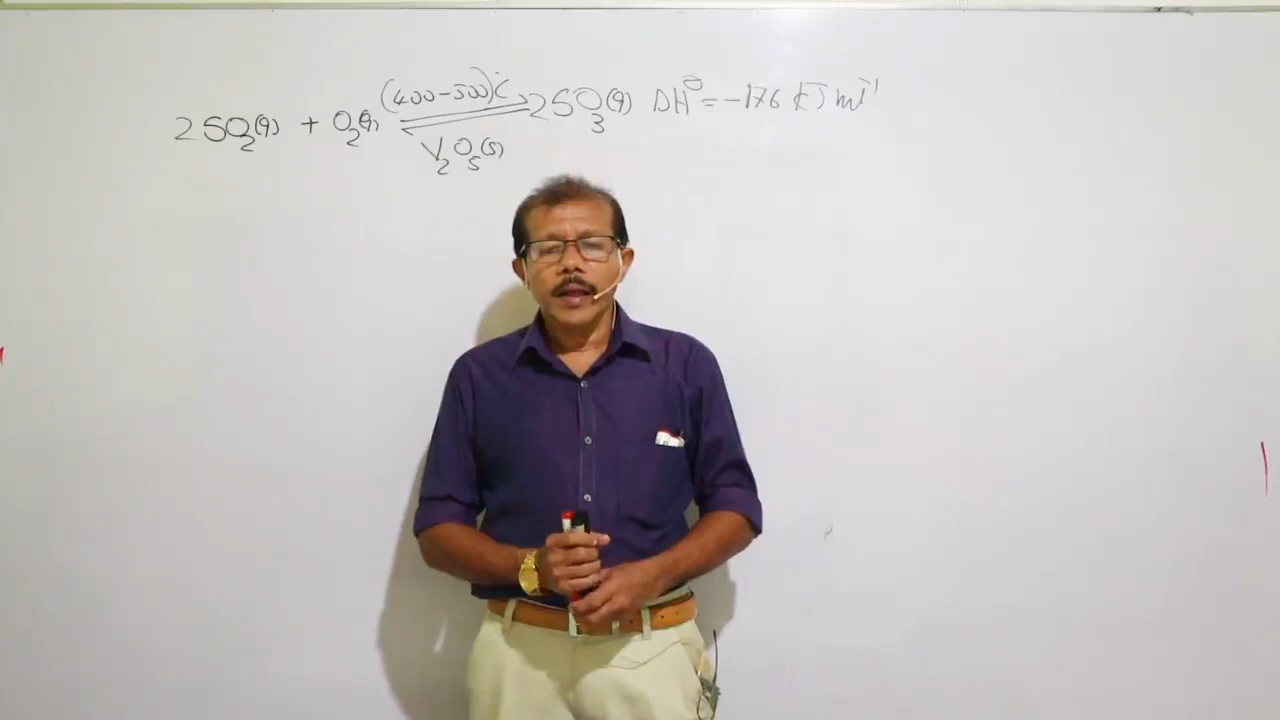 2SO₂(g) + O₂(g) (400-500)°C ⇌ V₂O₅(s) 2SO₃(g) ΔH° = -176 kJ mol⁻¹